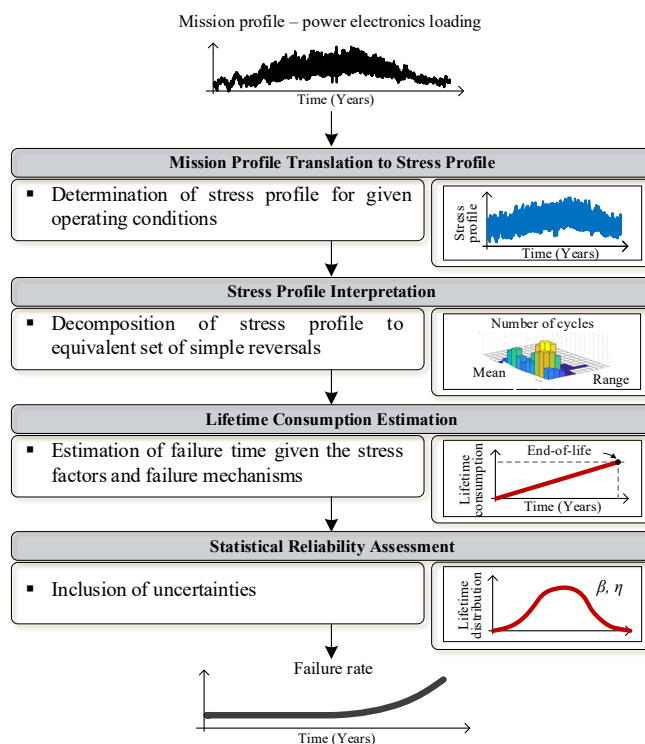 Mission profile – power electronics loading
Time (Years)
Mission Profile Translation to Stress Profile
▪ Determination of stress profile for given
operating conditions
Stress
profile
Time (Years)
Stress Profile Interpretation
▪ Decomposition of stress profile to
equivalent set of simple reversals
Number of cycles
Mean
Range
Lifetime Consumption Estimation
▪ Estimation of failure time given the stress
factors and failure mechanisms
Lifetime
consumption
End-of-life
Time (Years)
Statistical Reliability Assessment
▪ Inclusion of uncertainties
Lifetime
distribution
β, η
Failure rate
Time (Years)